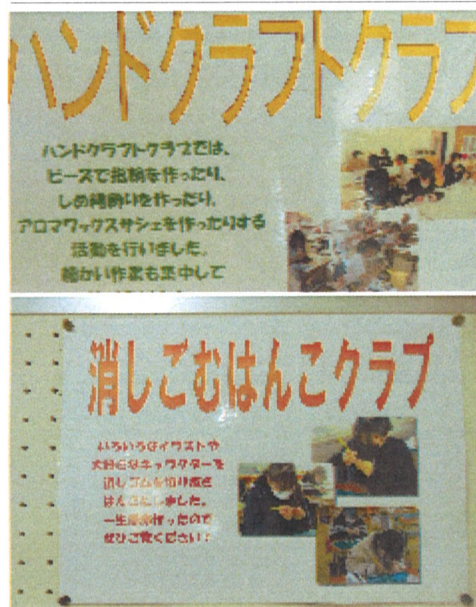 ハンドクラフトクラブ
ハンドクラフトクラブでは、
ビーズで指輪を作ったり、
しめ縄飾りを作ったり、
アロマワックスサシェを作ったりする
活動を行いました。
細かい作業も集中して
消しごむはんこクラブ
いろいろなイラストや
大好きなキャラクターを
消しゴムを切り
はんこにしました。
一生懸命作ったので
ぜひご覧ください！